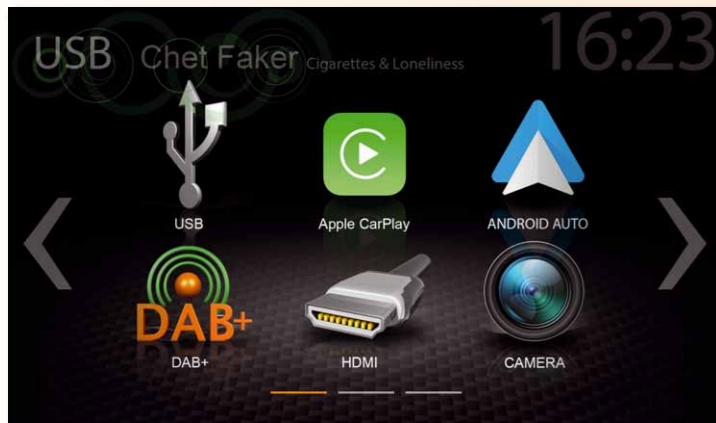 USB Chet Faker Cigarettes & Loneliness 16:23
USB Apple CarPlay ANDROID AUTO
DAB+
DAB+ HDMI CAMERA